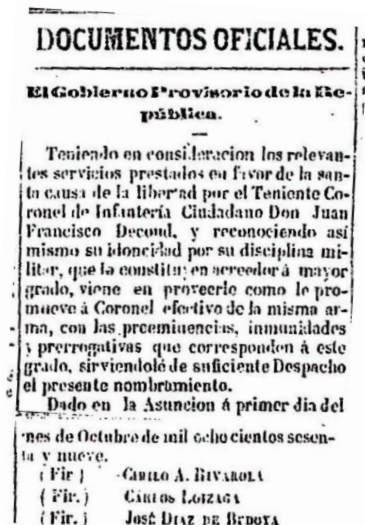 DOCUMENTOS OFICIALES.
El Gobierno Provisorio de la Re-
pública.
Teniendo en consideracion los relevan-
tes servicios prestados en favor de la san-
ta causa de la libertad por el Teniente Co-
ronel de Infantería Ciudadano Don Juan
Francisco Decoud, y reconociendo así
mismo su idoneidad por su disciplina mi-
litar, que la constituyen acreedor á mayor
grado, viene en proveerle como le pro-
mueve á Coronel efectivo de la misma ar-
ma, con las preeminencias, inmunidades
y prerrogativas que corresponden á este
grado, sirviendole de suficiente Despacho
el presente nombramiento.
Dado en la Asuncion á primer dia del
mes de Octubre de mil ocho cientos sesen-
ta y nueve.
(Fir) CIRILO A. RIVAROLA
(Fir.) CARLOS LOIZAGA
(Fir.) JOSÉ DIAZ DE BEDOYA